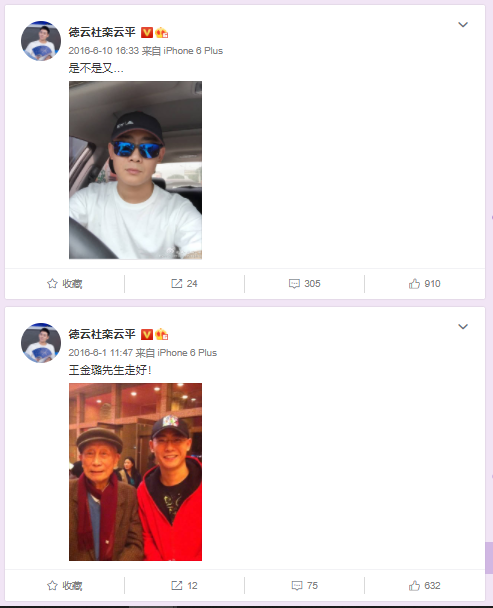 徳云社栾云平
2016-6-10 16:33 来自 iPhone 6 Plus
是不是又...
收藏
24
305
910
徳云社栾云平
2016-6-1 11:47 来自 iPhone 6 Plus
王金璐先生走好！
收藏
12
75
632